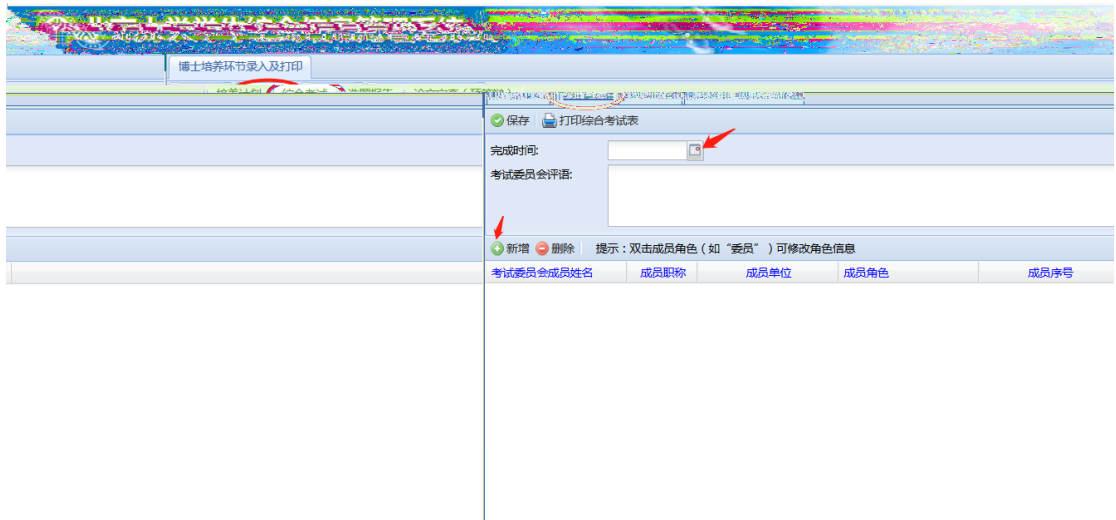 博士培养环节录入及打印
保存 打印综合考试表
完成时间:
考试委员会评语:
新增 删除 提示：双击成员角色（如“委员”）可修改角色信息
考试委员会成员姓名 成员职称 成员单位 成员角色 成员序号